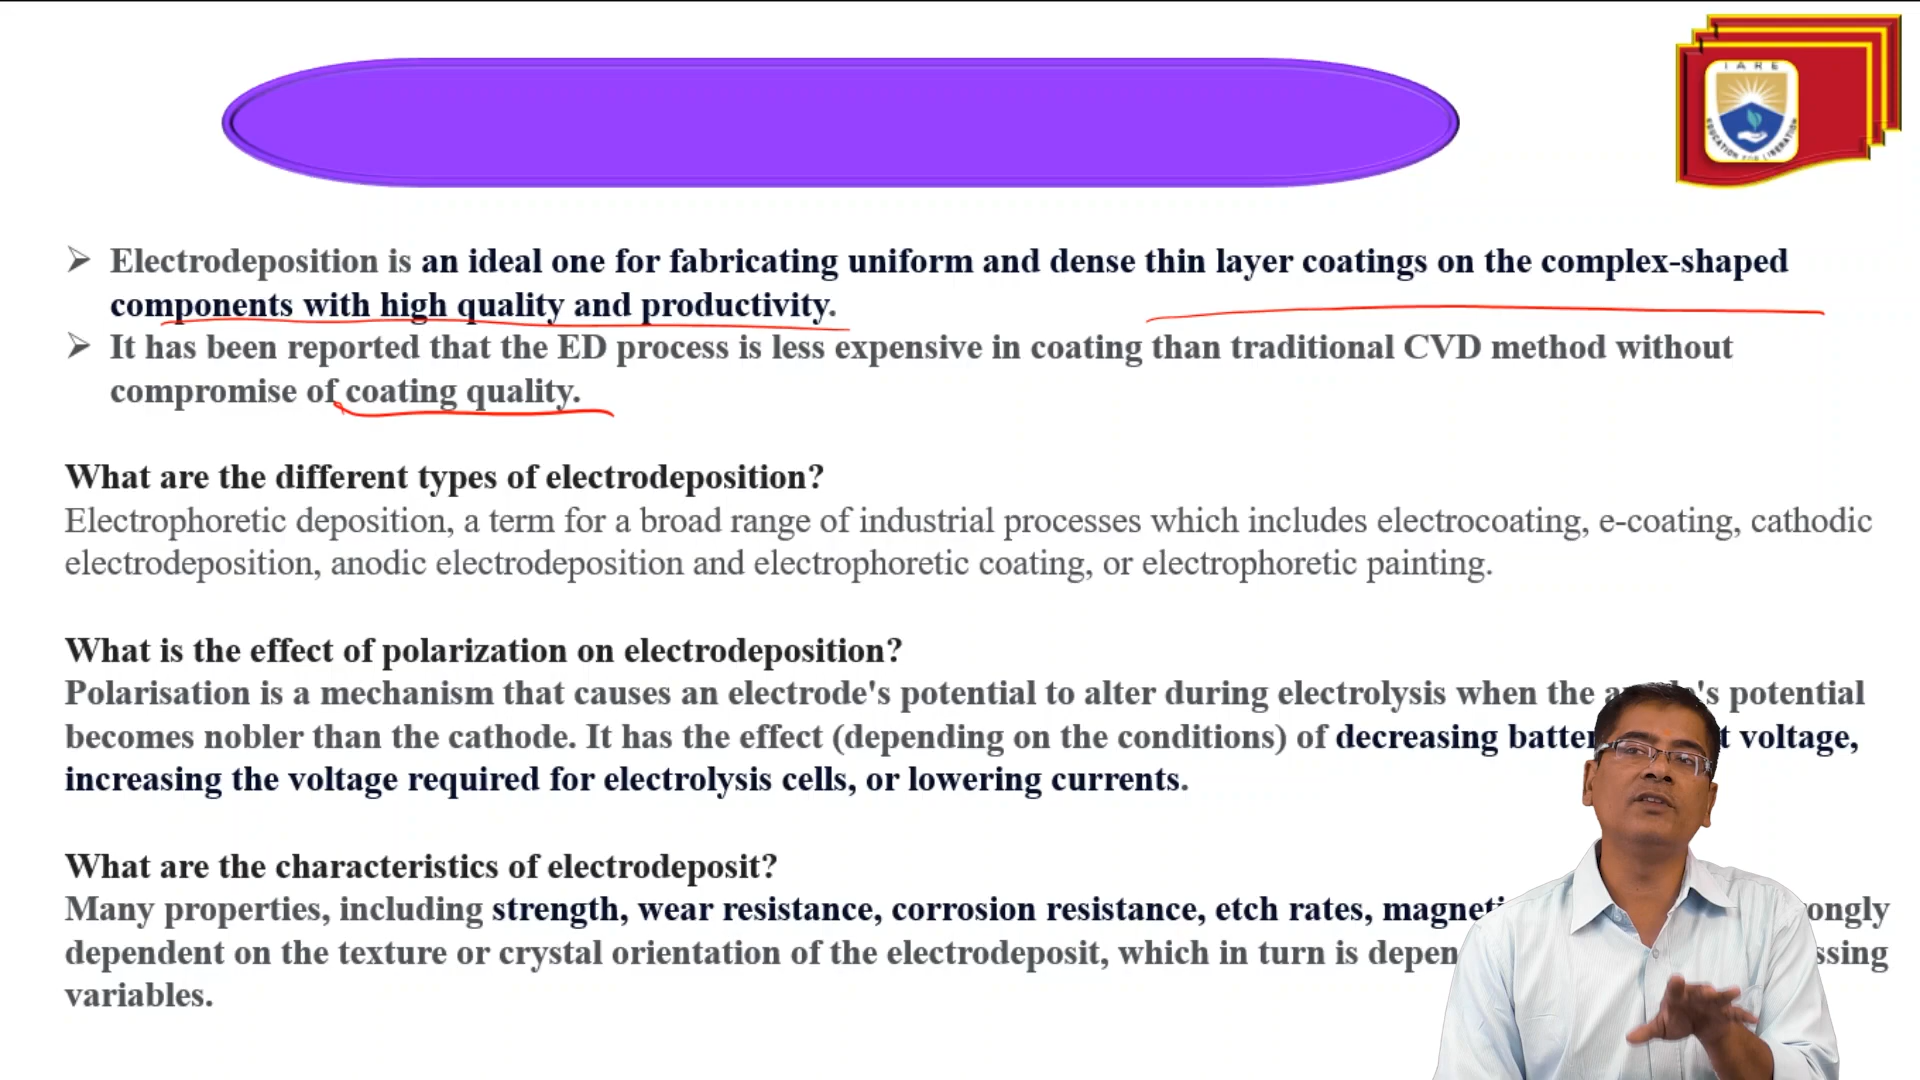 IARE
EDUCATION FOR LIBERATION
➢ Electrodeposition is an ideal one for fabricating uniform and dense thin layer coatings on the complex-shaped
components with high quality and productivity.
➢ It has been reported that the ED process is less expensive in coating than traditional CVD method without
compromise of coating quality.
What are the different types of electrodeposition?
Electrophoretic deposition, a term for a broad range of industrial processes which includes electrocoating, e-coating, cathodic
electrodeposition, anodic electrodeposition and electrophoretic coating, or electrophoretic painting.
What is the effect of polarization on electrodeposition?
Polarisation is a mechanism that causes an electrode's potential to alter during electrolysis when the potential
becomes nobler than the cathode. It has the effect (depending on the conditions) of decreasing voltage,
increasing the voltage required for electrolysis cells, or lowering currents.
What are the characteristics of electrodeposit?
Many properties, including strength, wear resistance, corrosion resistance, etch rates,
dependent on the texture or crystal orientation of the electrodeposit, which in turn is
variables.